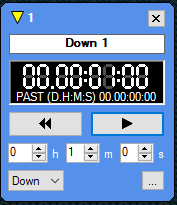 1
Down 1
00.00:01:00
PAST (D.H:M:S) 00.00:00:00
0 h 1 m 0 s
Down
...